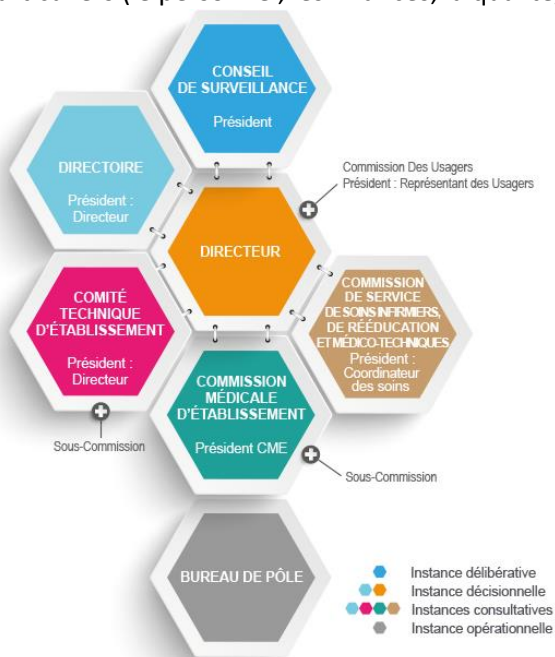 CONSEIL
DE SURVEILLANCE
Président
DIRECTOIRE
Président :
Directeur
Commission Des Usagers
Président : Représentant des Usagers
DIRECTEUR
COMITÉ
TECHNIQUE
D'ÉTABLISSEMENT
Président :
Directeur
COMMISSION
DE SERVICE
DE SOINS INFIRMIERS,
DE RÉÉDUCATION
ET MÉDICO-TECHNIQUES
Président :
Coordinateur
des soins
COMMISSION
MÉDICALE
D'ÉTABLISSEMENT
Président CME
Sous-Commission
Sous-Commission
BUREAU DE PÔLE
Instance délibérative
Instance décisionnelle
Instances consultatives
Instance opérationnelle